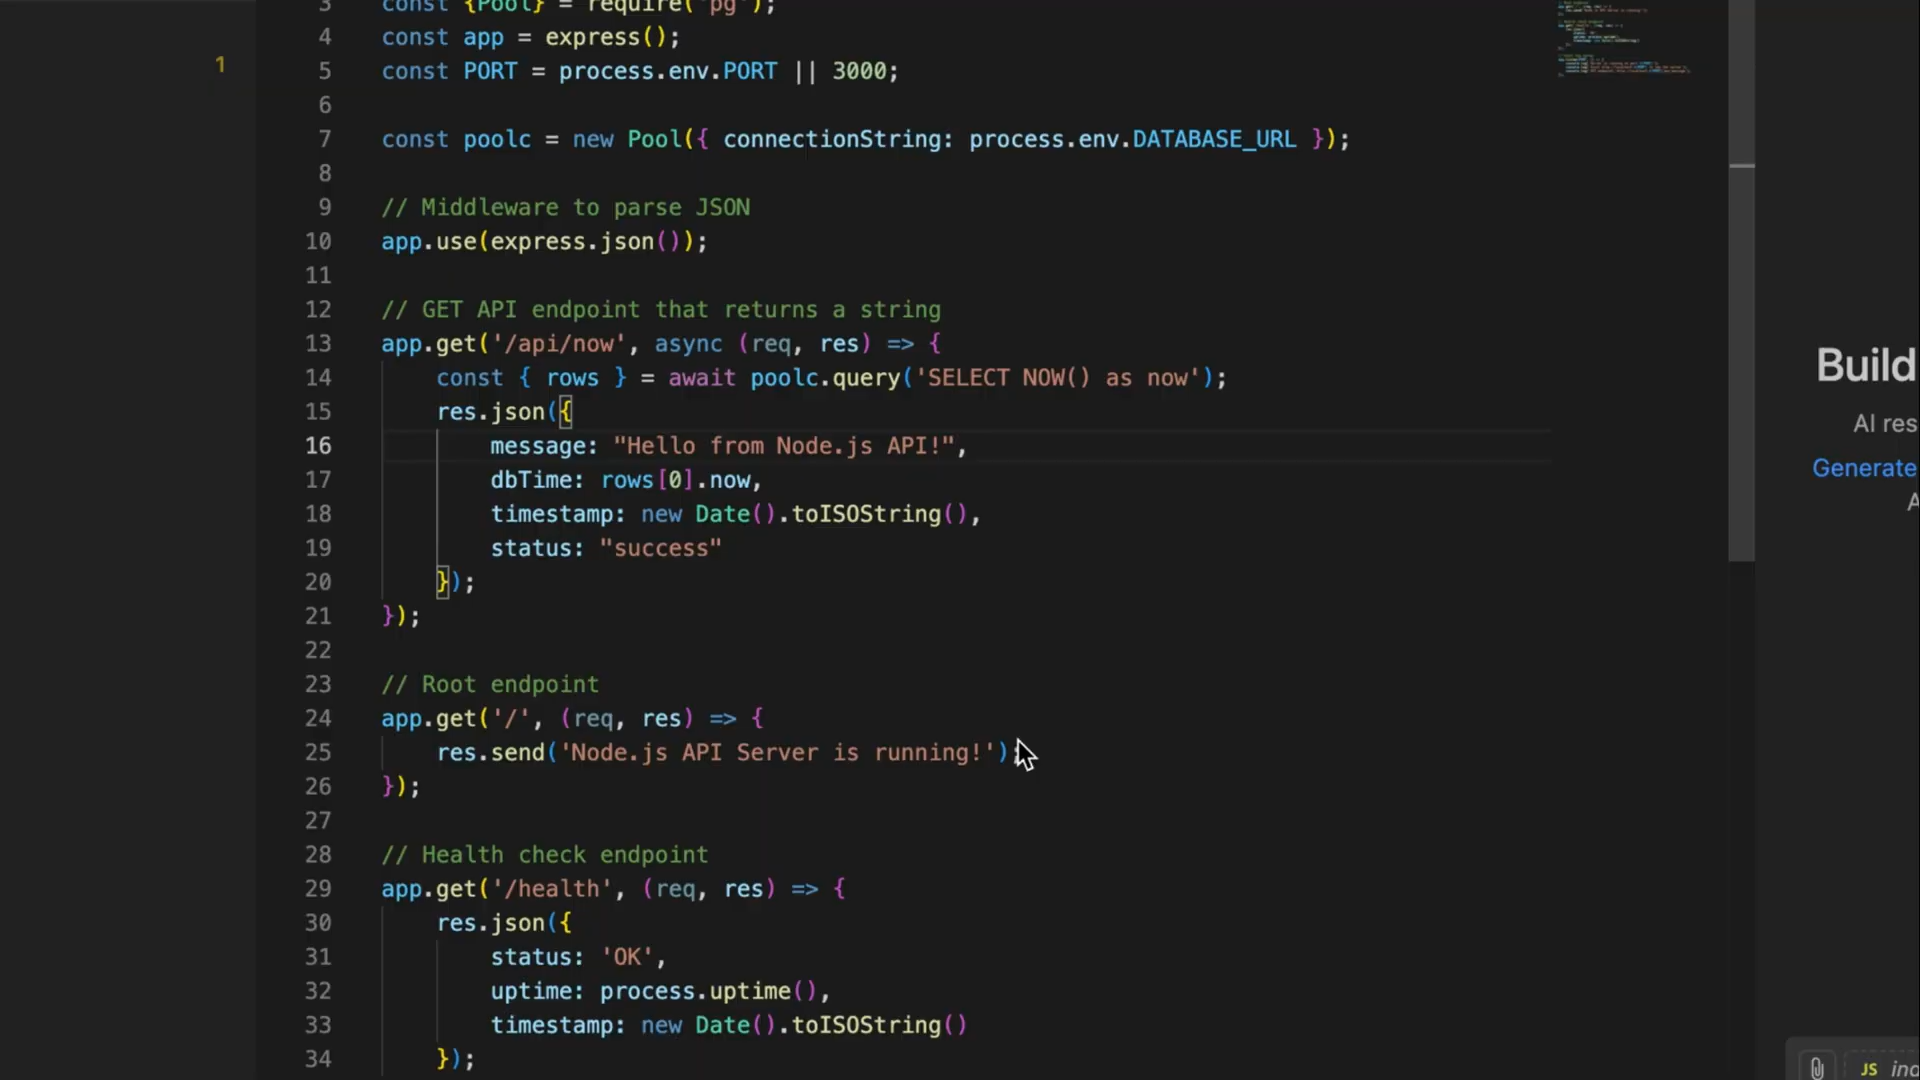 1
3 const {Pool} = require('pg');
4 const app = express();
5 const PORT = process.env.PORT || 3000;
6
7 const poolc = new Pool({ connectionString: process.env.DATABASE_URL });
8
9 // Middleware to parse JSON
10 app.use(express.json());
11
12 // GET API endpoint that returns a string
13 app.get('/api/now', async (req, res) => {
14 const { rows } = await poolc.query('SELECT NOW() as now');
15 res.json({
16 message: "Hello from Node.js API!",
17 dbTime: rows[0].now,
18 timestamp: new Date().toISOString(),
19 status: "success"
20 });
21 });
22
23 // Root endpoint
24 app.get('/', (req, res) => {
25 res.send('Node.js API Server is running!');
26 });
27
28 // Health check endpoint
29 app.get('/health', (req, res) => {
30 res.json({
31 status: 'OK',
32 uptime: process.uptime(),
33 timestamp: new Date().toISOString()
34 });
Build
AI res
Generate
A
JS